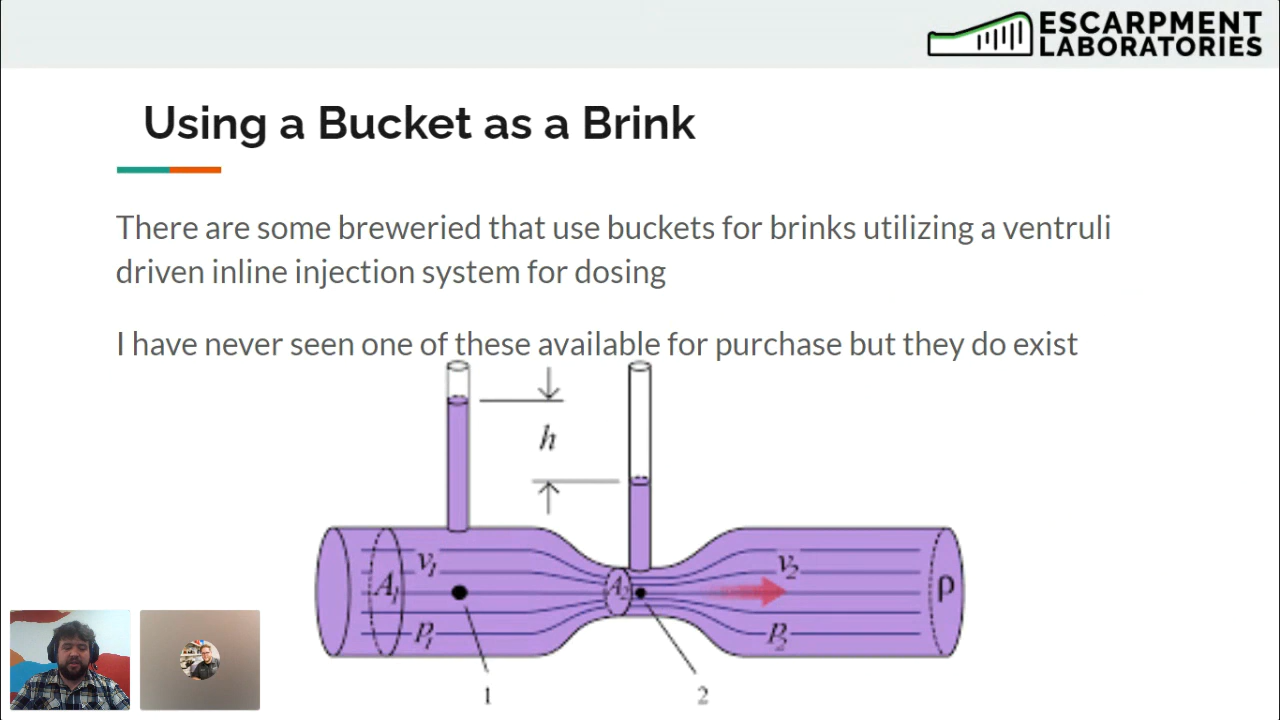 ESCARPMENT
LABORATORIES
Using a Bucket as a Brink
There are some breweried that use buckets for brinks utilizing a ventruli
driven inline injection system for dosing
I have never seen one of these available for purchase but they do exist
h
v1
v2
A1
A2
ρ
p1
p2
1
2